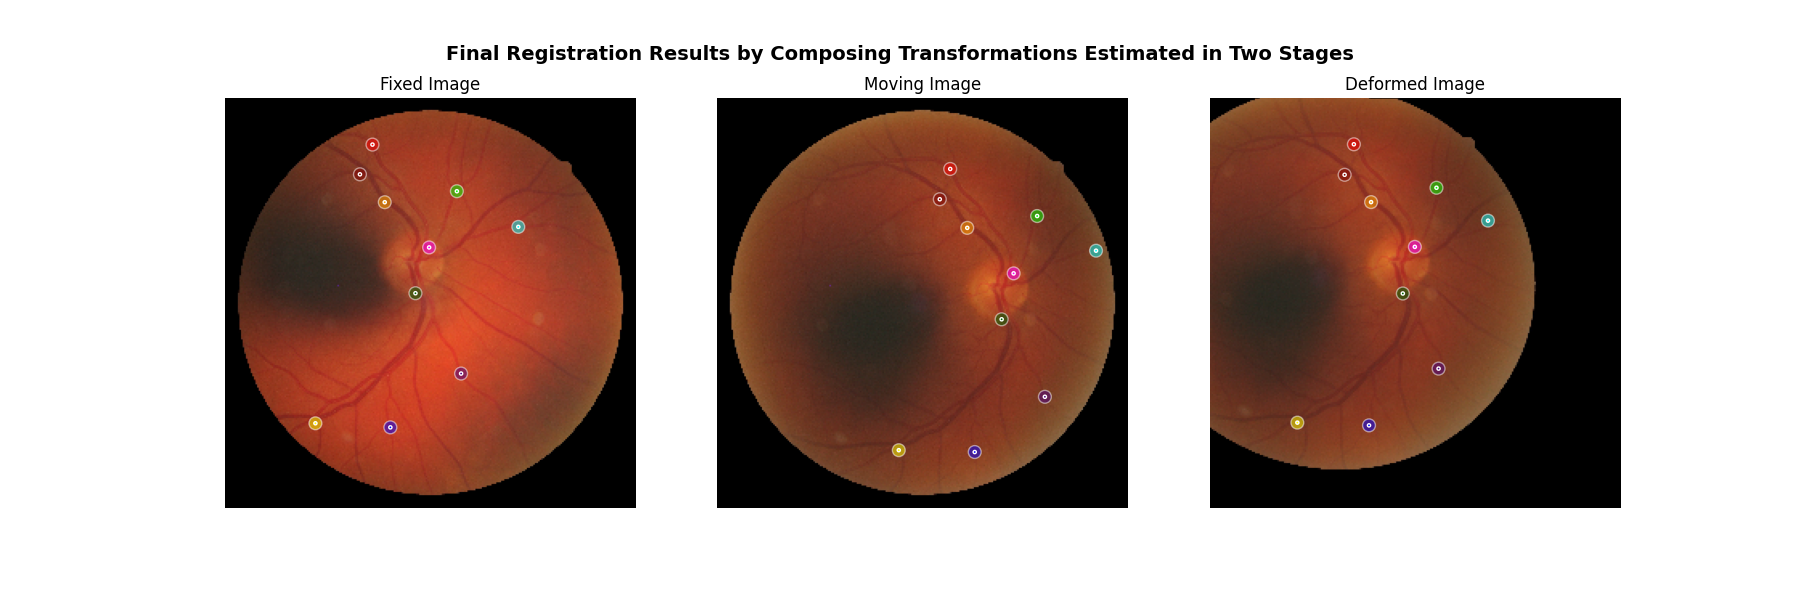 Final Registration Results by Composing Transformations Estimated in Two Stages
Fixed Image
Moving Image
Deformed Image